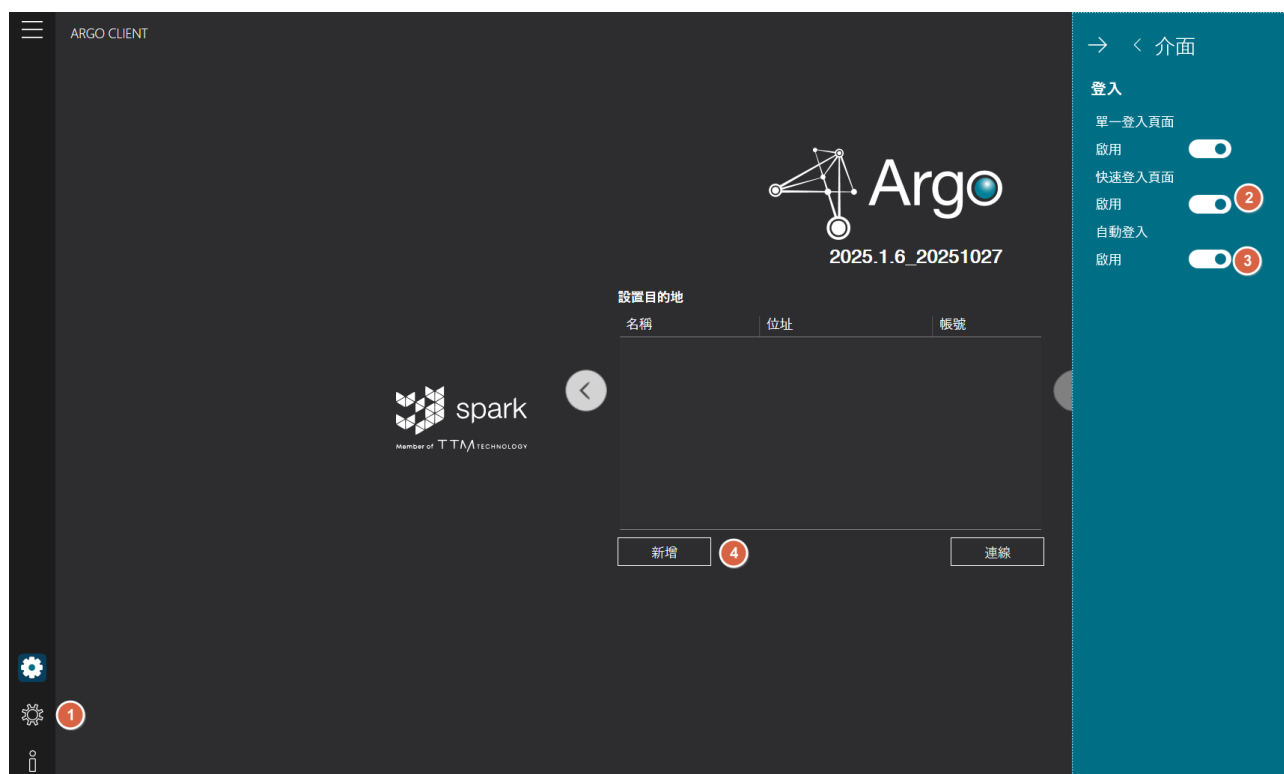 ARGO CLIENT
介面
登入
單一登入頁面
啟用
快速登入頁面
啟用
2
自動登入
啟用
3
Argo
2025.1.6_20251027
設置目的地
名稱 位址 帳號
spark
Member of TTM TECHNOLOGY
新增
4
連線
1